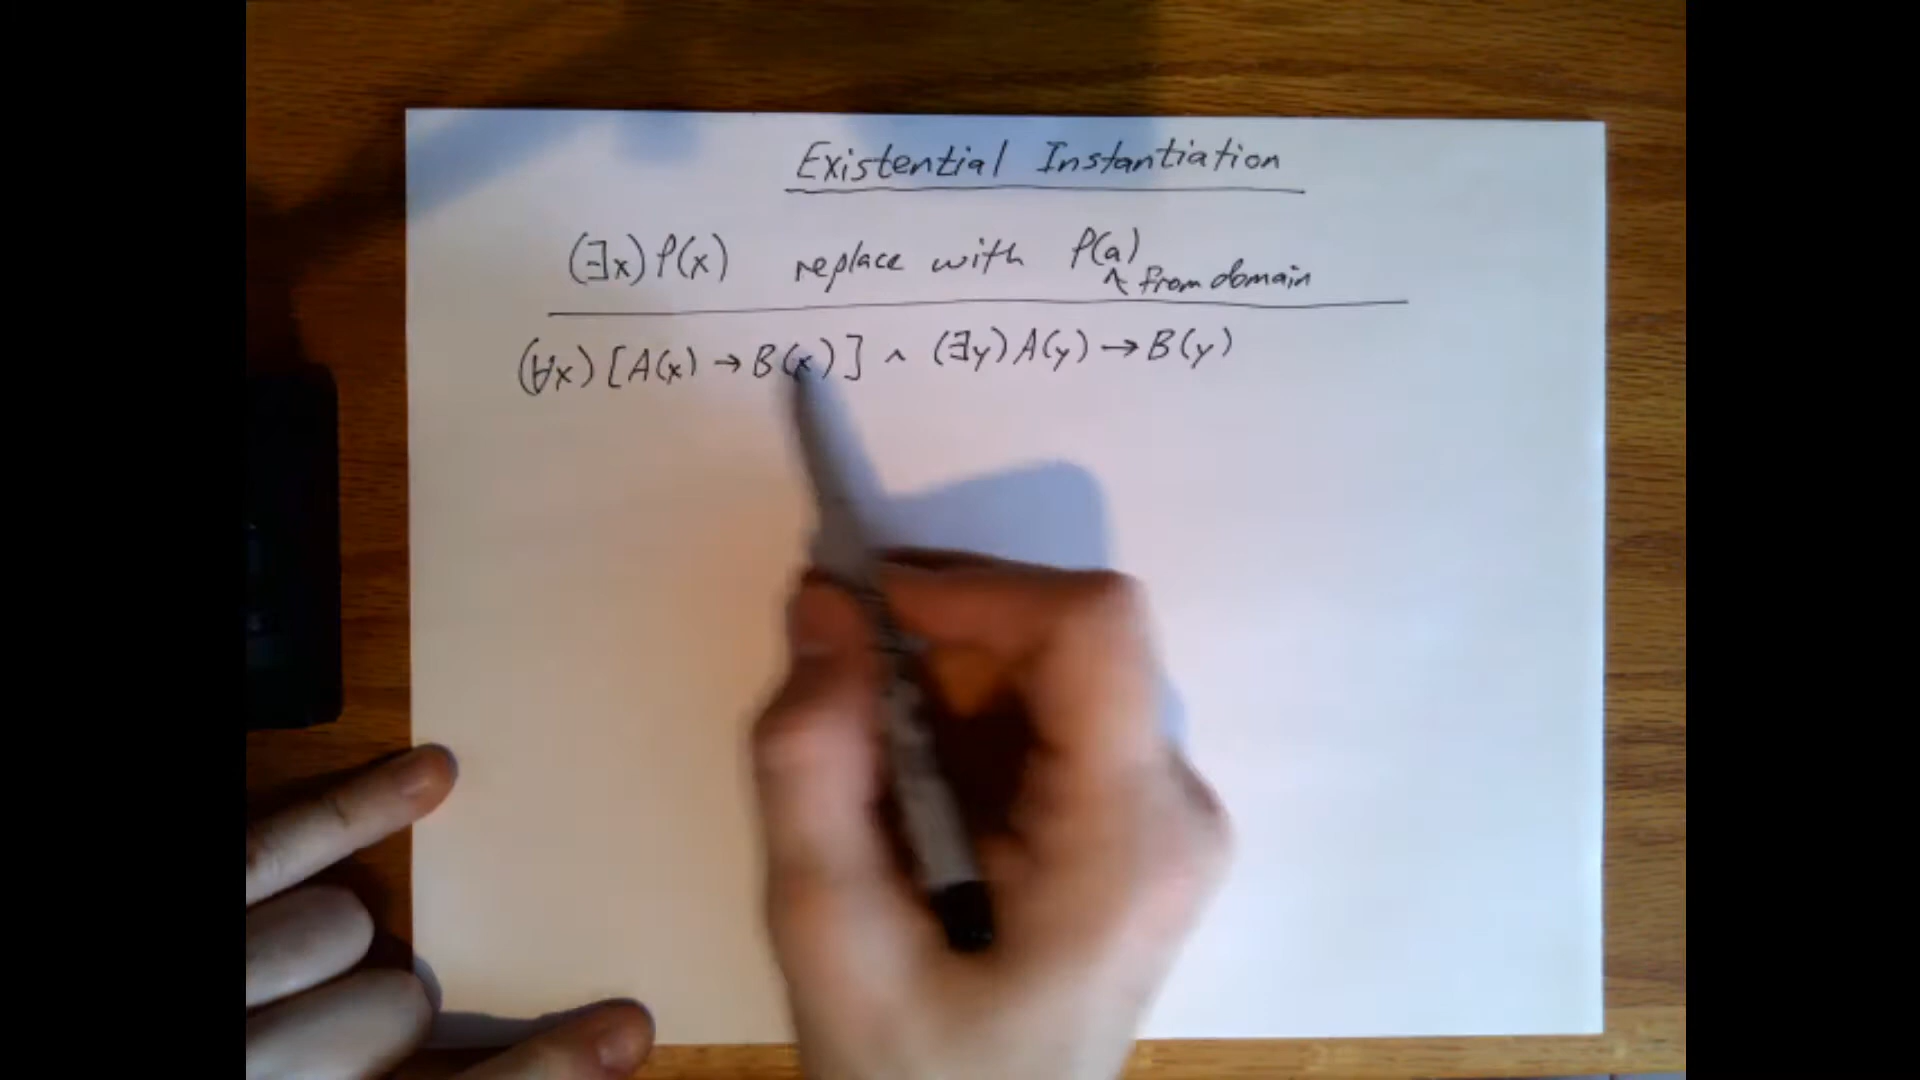 Existential Instantiation
(∃x)P(x) replace with P(a)
^ from domain
(∀x)[A(x) → B(x)] ^ (∃y)A(y) → B(y)